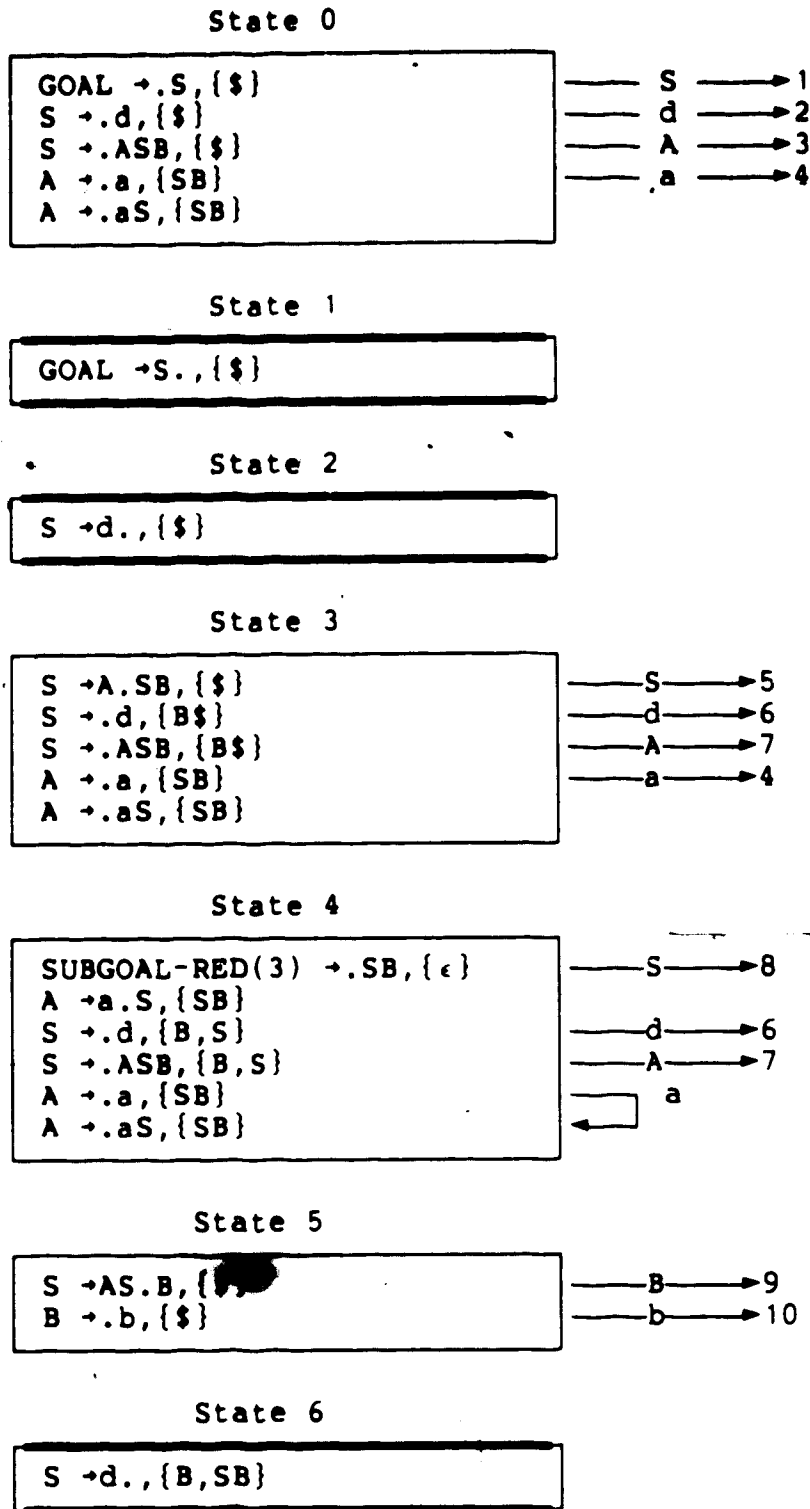 State 0
GOAL →.S,{$} S 1
S →.d,{$} d 2
S →.ASB,{$} A 3
A →.a,{SB} a 4
A →.aS,{SB}
State 1
GOAL →S.,{$}
State 2
S →d.,{$}
State 3
S →A.SB,{$} S 5
S →.d,{B$} d 6
S →.ASB,{B$} A 7
A →.a,{SB} a 4
A →.aS,{SB}
State 4
SUBGOAL-RED(3) →.SB,{ϵ} S 8
A →a.S,{SB}
S →.d,{B,S} d 6
S →.ASB,{B,S} A 7
A →.a,{SB} a
A →.aS,{SB}
State 5
S →AS.B,{ B 9
B →.b,{$} b 10
State 6
S →d.,{B,SB}